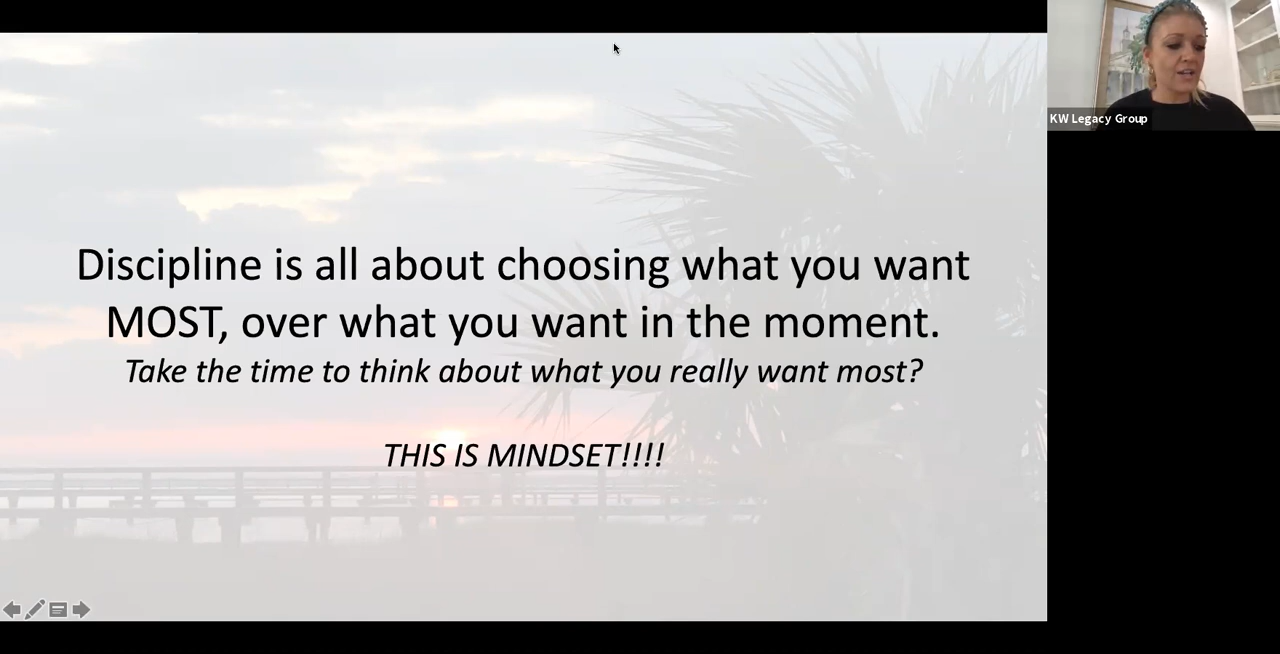 Discipline is all about choosing what you want
MOST, over what you want in the moment.
Take the time to think about what you really want most?
THIS IS MINDSET!!!!
KW Legacy Group